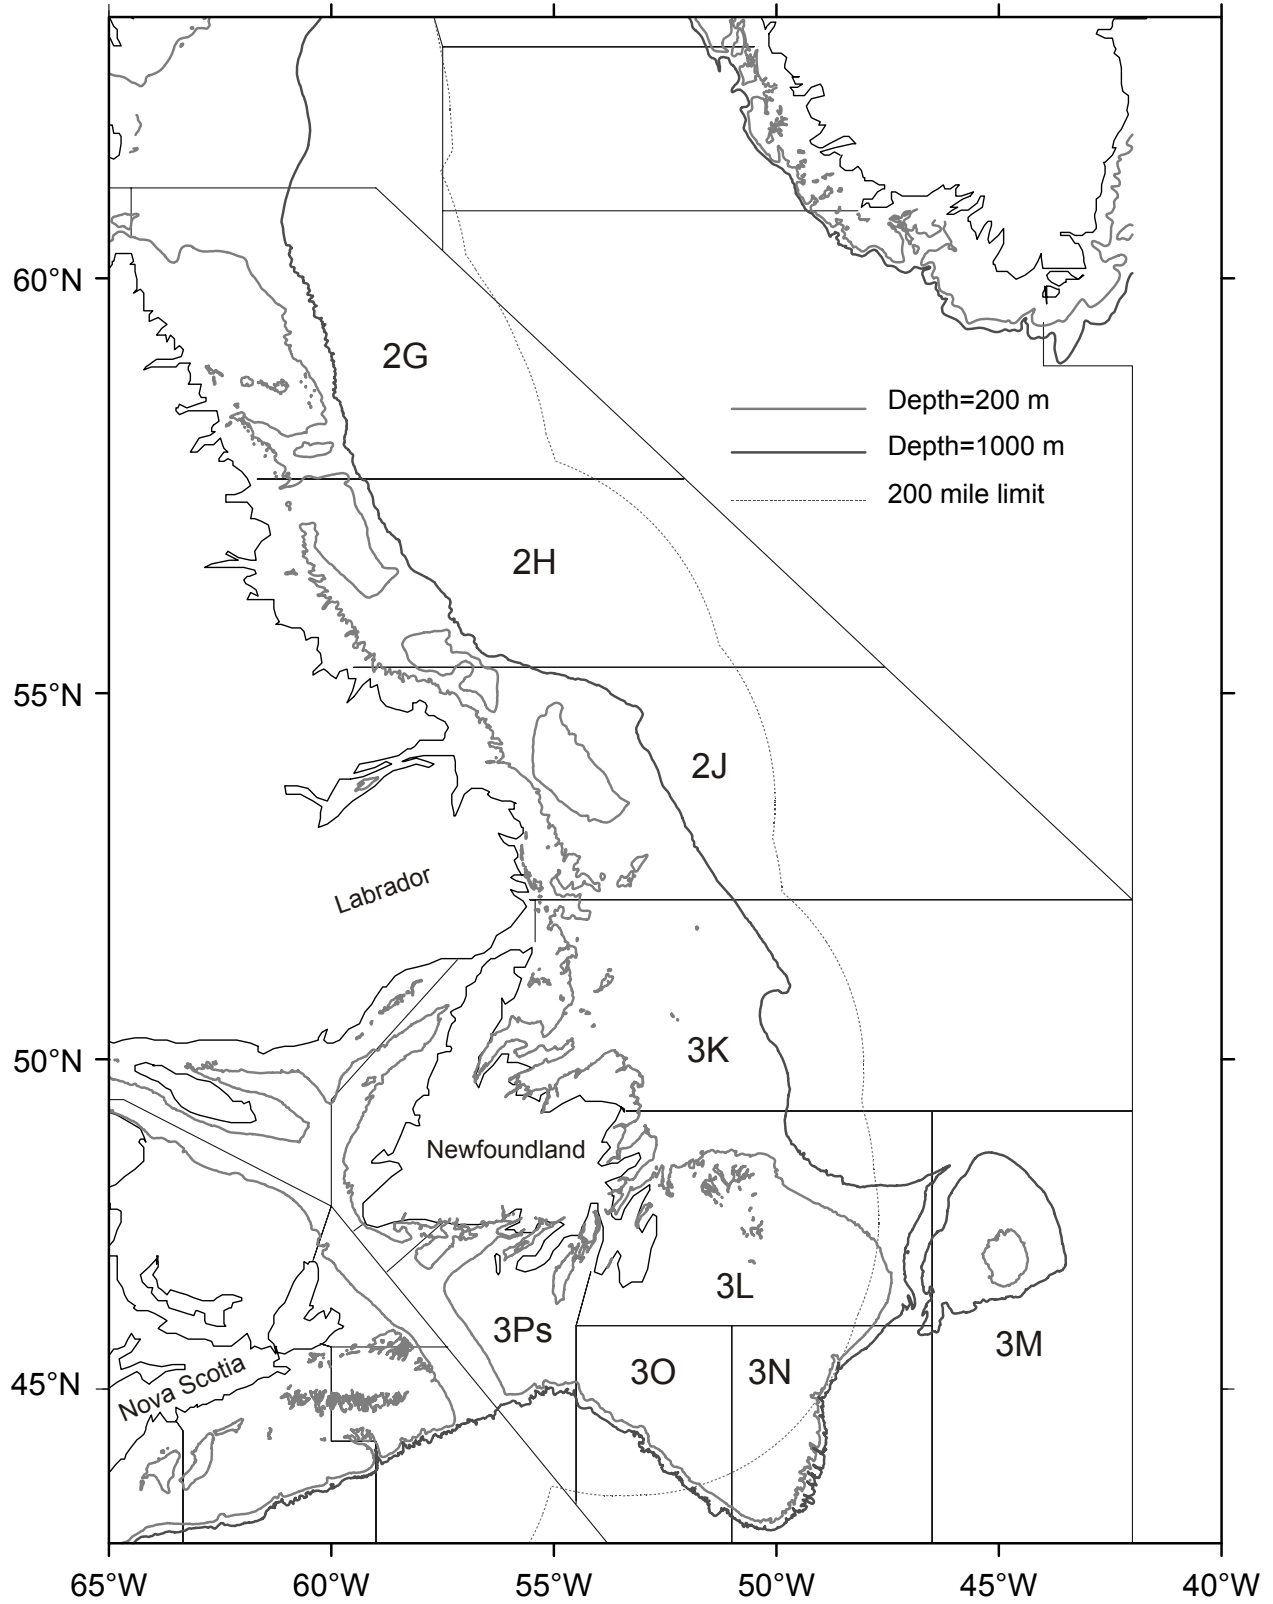 60°N
2G
Depth=200 m
Depth=1000 m
200 mile limit
2H
55°N
2J
Labrador
50°N
3K
Newfoundland
3L
3Ps
3M
3O
3N
Nova Scotia
45°N
65°W
60°W
55°W
50°W
45°W
40°W